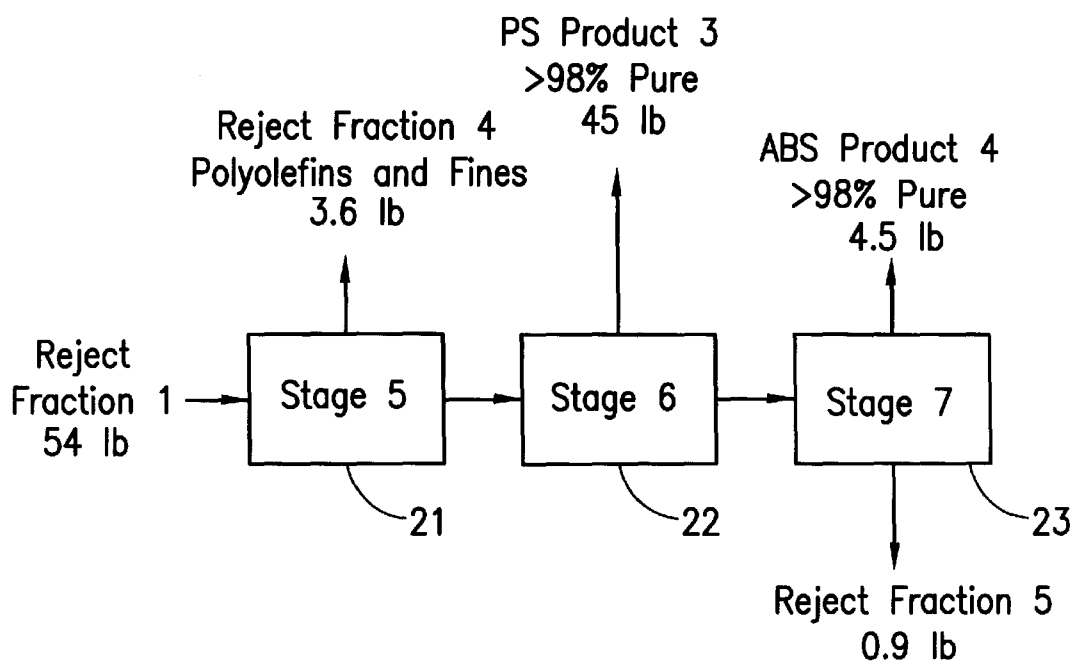 PS Product 3
>98% Pure
45 lb
Reject Fraction 4
Polyolefins and Fines
3.6 lb
ABS Product 4
>98% Pure
4.5 lb
Reject
Fraction 1
54 lb
Stage 5
Stage 6
Stage 7
21
22
23
Reject Fraction 5
0.9 lb